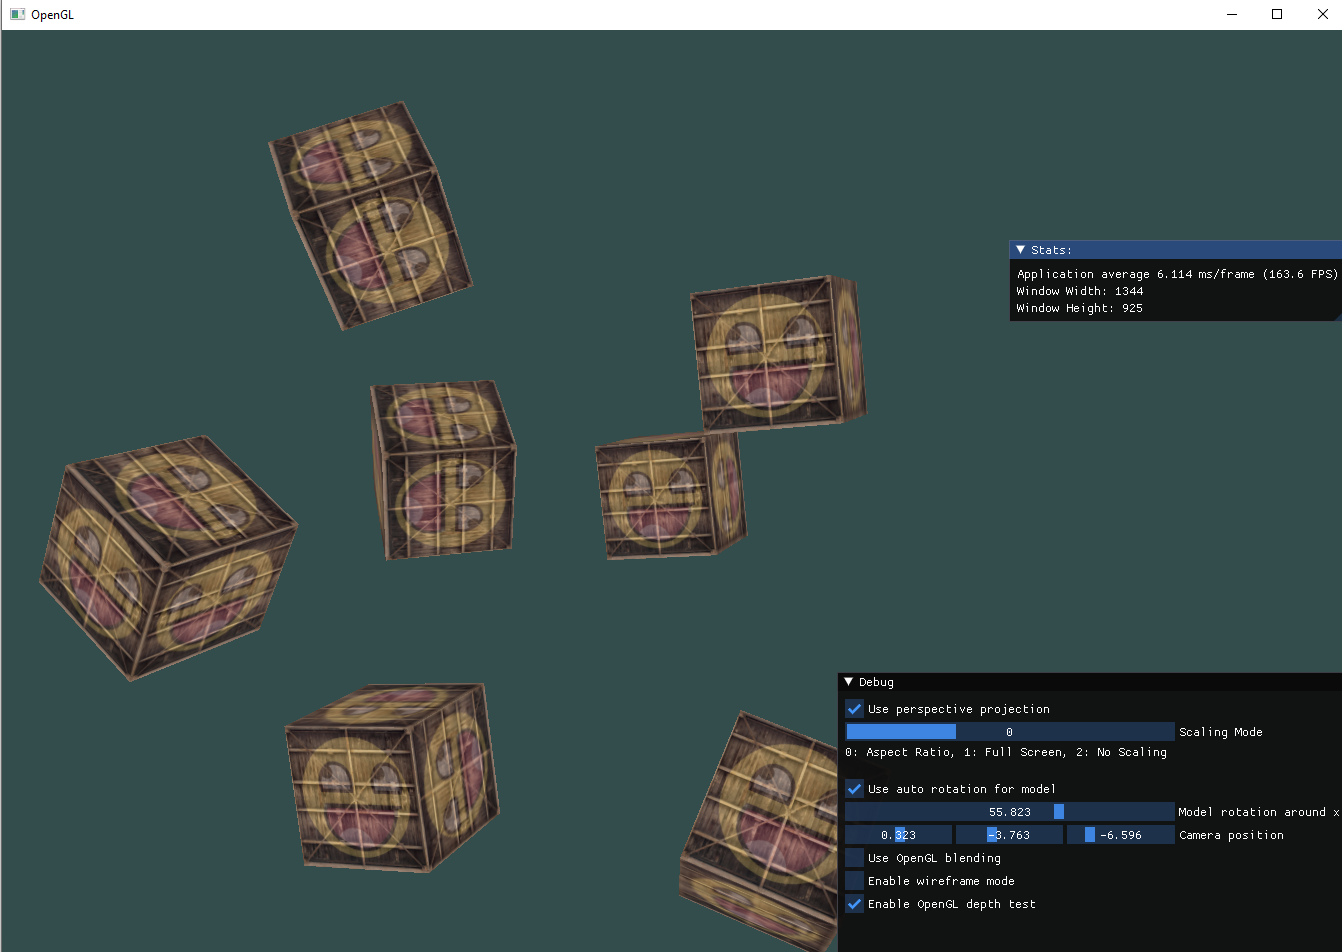 OpenGL
Stats:
Application average 6.114 ms/frame (163.6 FPS)
Window Width: 1344
Window Height: 925
Debug
Use perspective projection
0 Scaling Mode
0: Aspect Ratio, 1: Full Screen, 2: No Scaling
Use auto rotation for model
55.823 Model rotation around x
0.323 -3.763 -6.596 Camera position
Use OpenGL blending
Enable wireframe mode
Enable OpenGL depth test